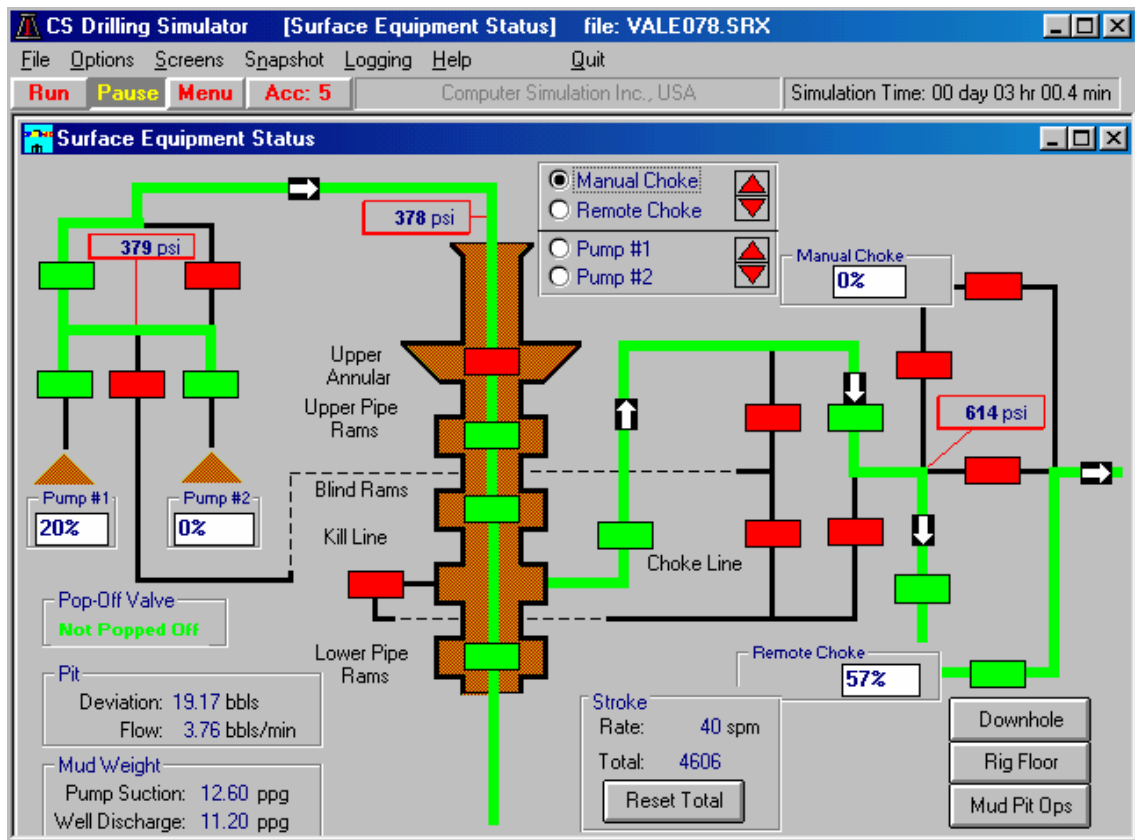 CS Drilling Simulator [Surface Equipment Status] file: VALE078.SRX
File Options Screens Snapshot Logging Help Quit
Run Pause Menu Acc: 5 Computer Simulation Inc., USA Simulation Time: 00 day 03 hr 00.4 min
Surface Equipment Status
Manual Choke
Remote Choke
Pump #1
Pump #2
378 psi
379 psi
Manual Choke
0%
Upper
Annular
Upper Pipe
Rams
614 psi
Blind Rams
Kill Line
Choke Line
Pump #1
20%
Pump #2
0%
Pop-Off Valve
Not Popped Off
Lower Pipe
Rams
Remote Choke
57%
Pit
Deviation: 19.17 bbls
Flow: 3.76 bbls/min
Stroke
Rate: 40 spm
Total: 4606
Reset Total
Downhole
Rig Floor
Mud Pit Ops
Mud Weight
Pump Suction: 12.60 ppg
Well Discharge: 11.20 ppg